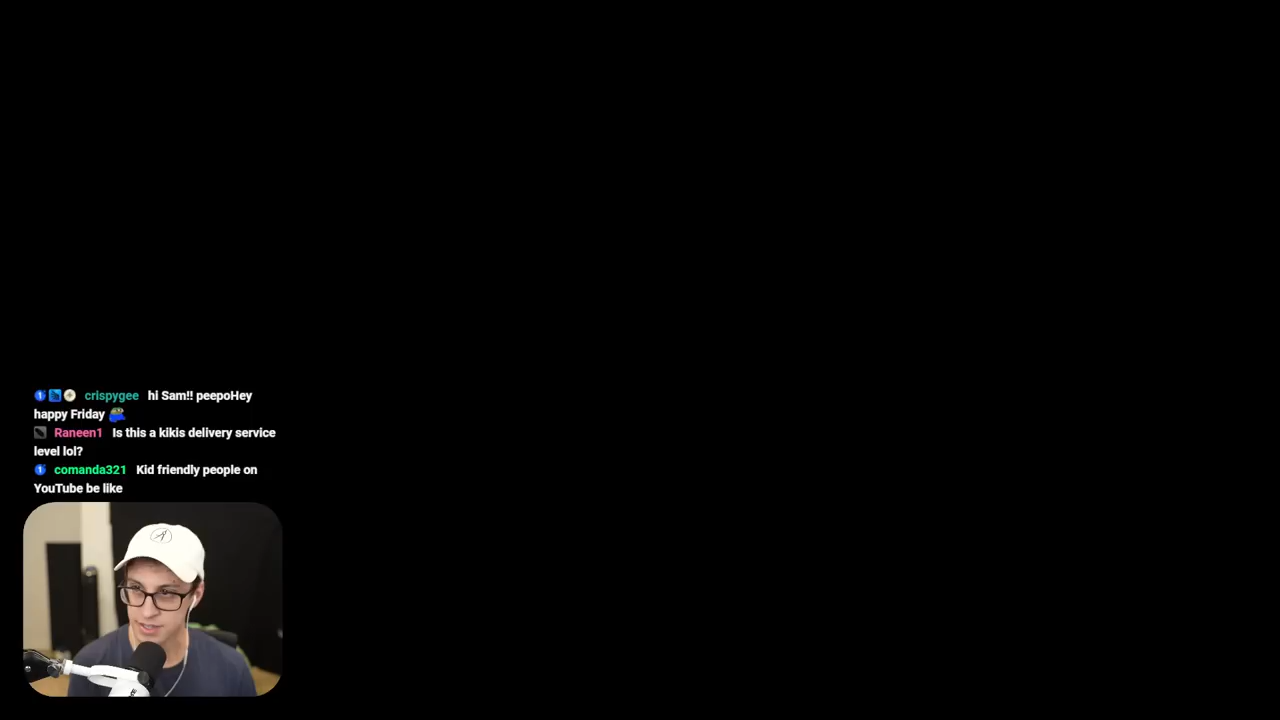 crispygee hi Sam!! peepoHey
happy Friday
Raneen1 Is this a kikis delivery service
level lol?
comanda321 Kid friendly people on
YouTube be like